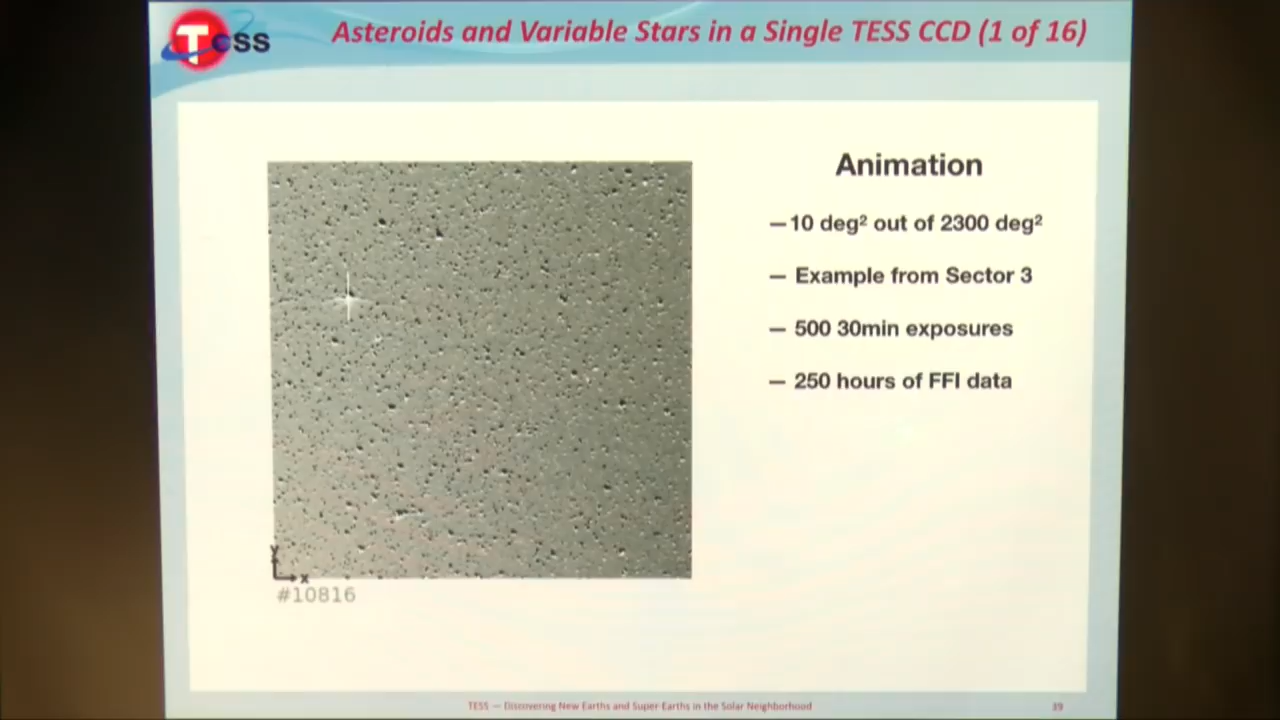 Tess
Asteroids and Variable Stars in a Single TESS CCD (1 of 16)
Animation
—10 deg² out of 2300 deg²
— Example from Sector 3
— 500 30min exposures
— 250 hours of FFI data
Y
x
#10816
TESS — Discovering New Earths and Super-Earths in the Solar Neighborhood
39